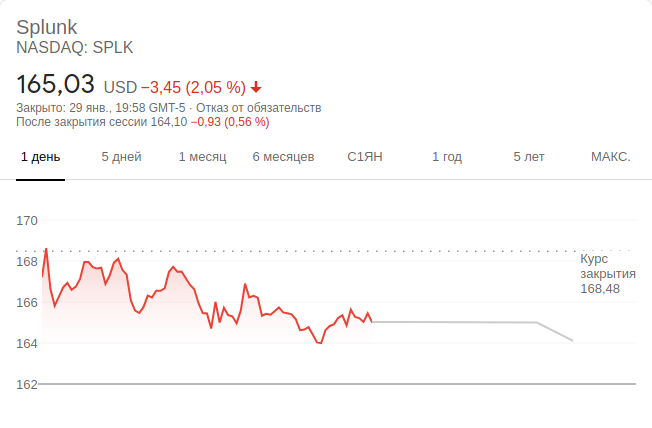 Splunk
NASDAQ: SPLK
165,03 USD −3,45 (2,05 %)
Закрыто: 29 янв., 19:58 GMT-5 · Отказ от обязательств
После закрытия сессии 164,10 −0,93 (0,56 %)
1 день 5 дней 1 месяц 6 месяцев С1ЯН 1 год 5 лет МАКС.
170
168
166
164
162
Курс
закрытия
168,48